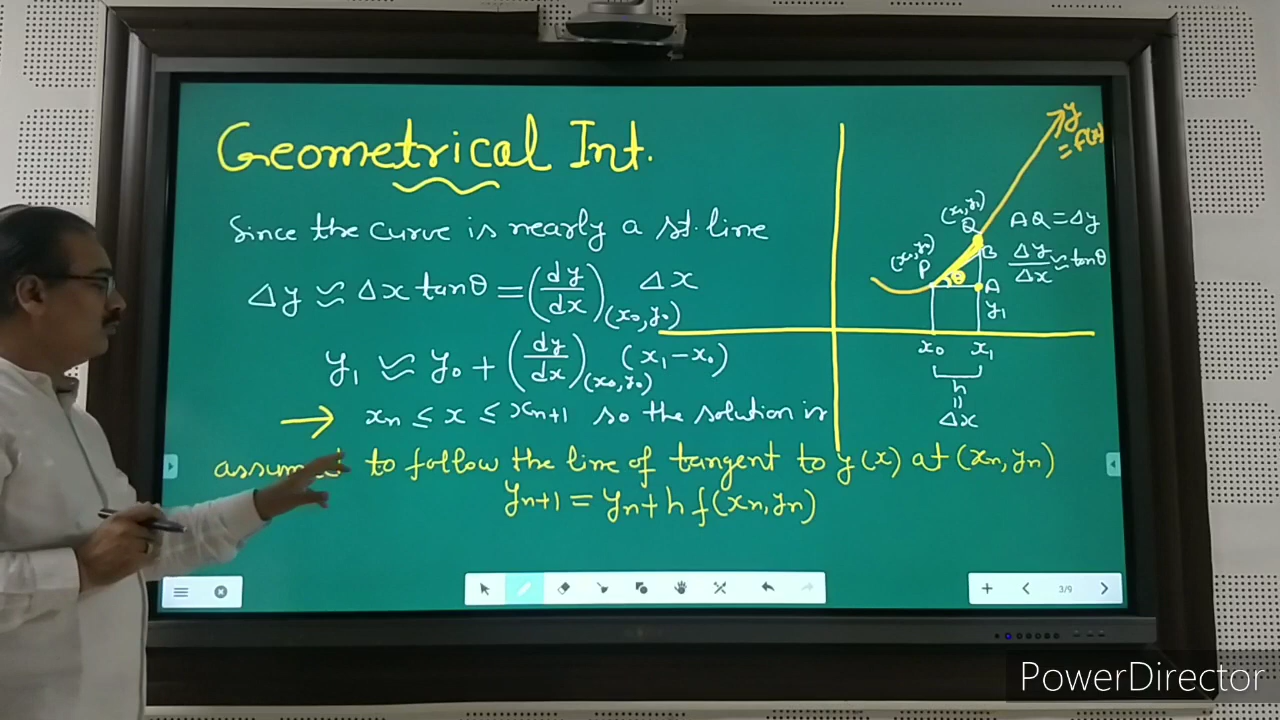 Geometrical Int.
Since the curve is nearly a st. line
Δy ≈ Δx tanθ = (dy/dx)(x₀, y₀) Δx
y₁ ≈ y₀ + (dy/dx)(x₀, y₀) (x₁ - x₀)
→ xn ≤ x ≤ xn+1 so the solution is
assumed to follow the line of tangent to y(x) at (xn, yn)
yn+1 = yn + h f(xn, yn)
y
= f(x)
(x₁, y₁)
Q
AQ = Δy
(x₀, y₀)
P
B
Δy/Δx ≈ tanθ
θ
A
y₁
x₀ x₁
h
=
Δx
3/9
PowerDirector